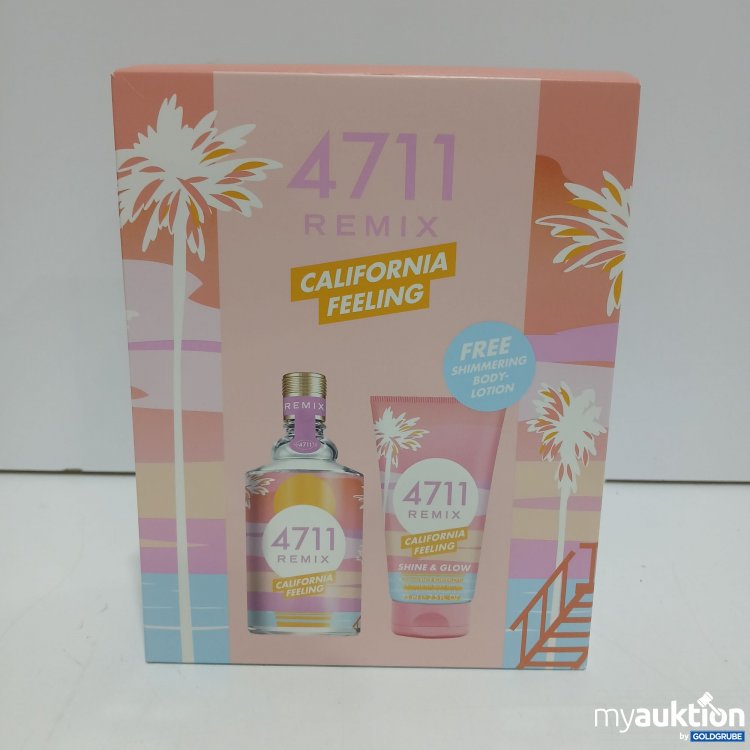 4711
REMIX
CALIFORNIA
FEELING
FREE
SHIMMERING
BODY-
LOTION
REMIX
4711
4711
REMIX
CALIFORNIA
FEELING
4711
REMIX
CALIFORNIA
FEELING
SHINE & GLOW
myauktion
by GOLDGRUBE